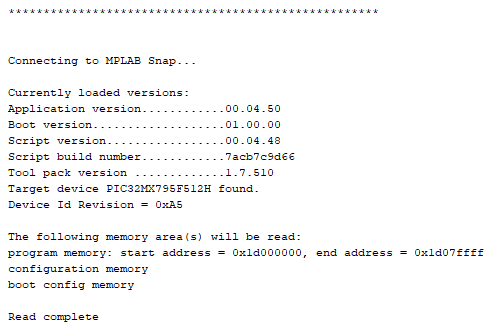 *****************************************************
Connecting to MPLAB Snap...
Currently loaded versions:
Application version............00.04.50
Boot version...................01.00.00
Script version.................00.04.48
Script build number............7acb7c9d66
Tool pack version .............1.7.510
Target device PIC32MX795F512H found.
Device Id Revision = 0xA5
The following memory area(s) will be read:
program memory: start address = 0x1d000000, end address = 0x1d07ffff
configuration memory
boot config memory
Read complete